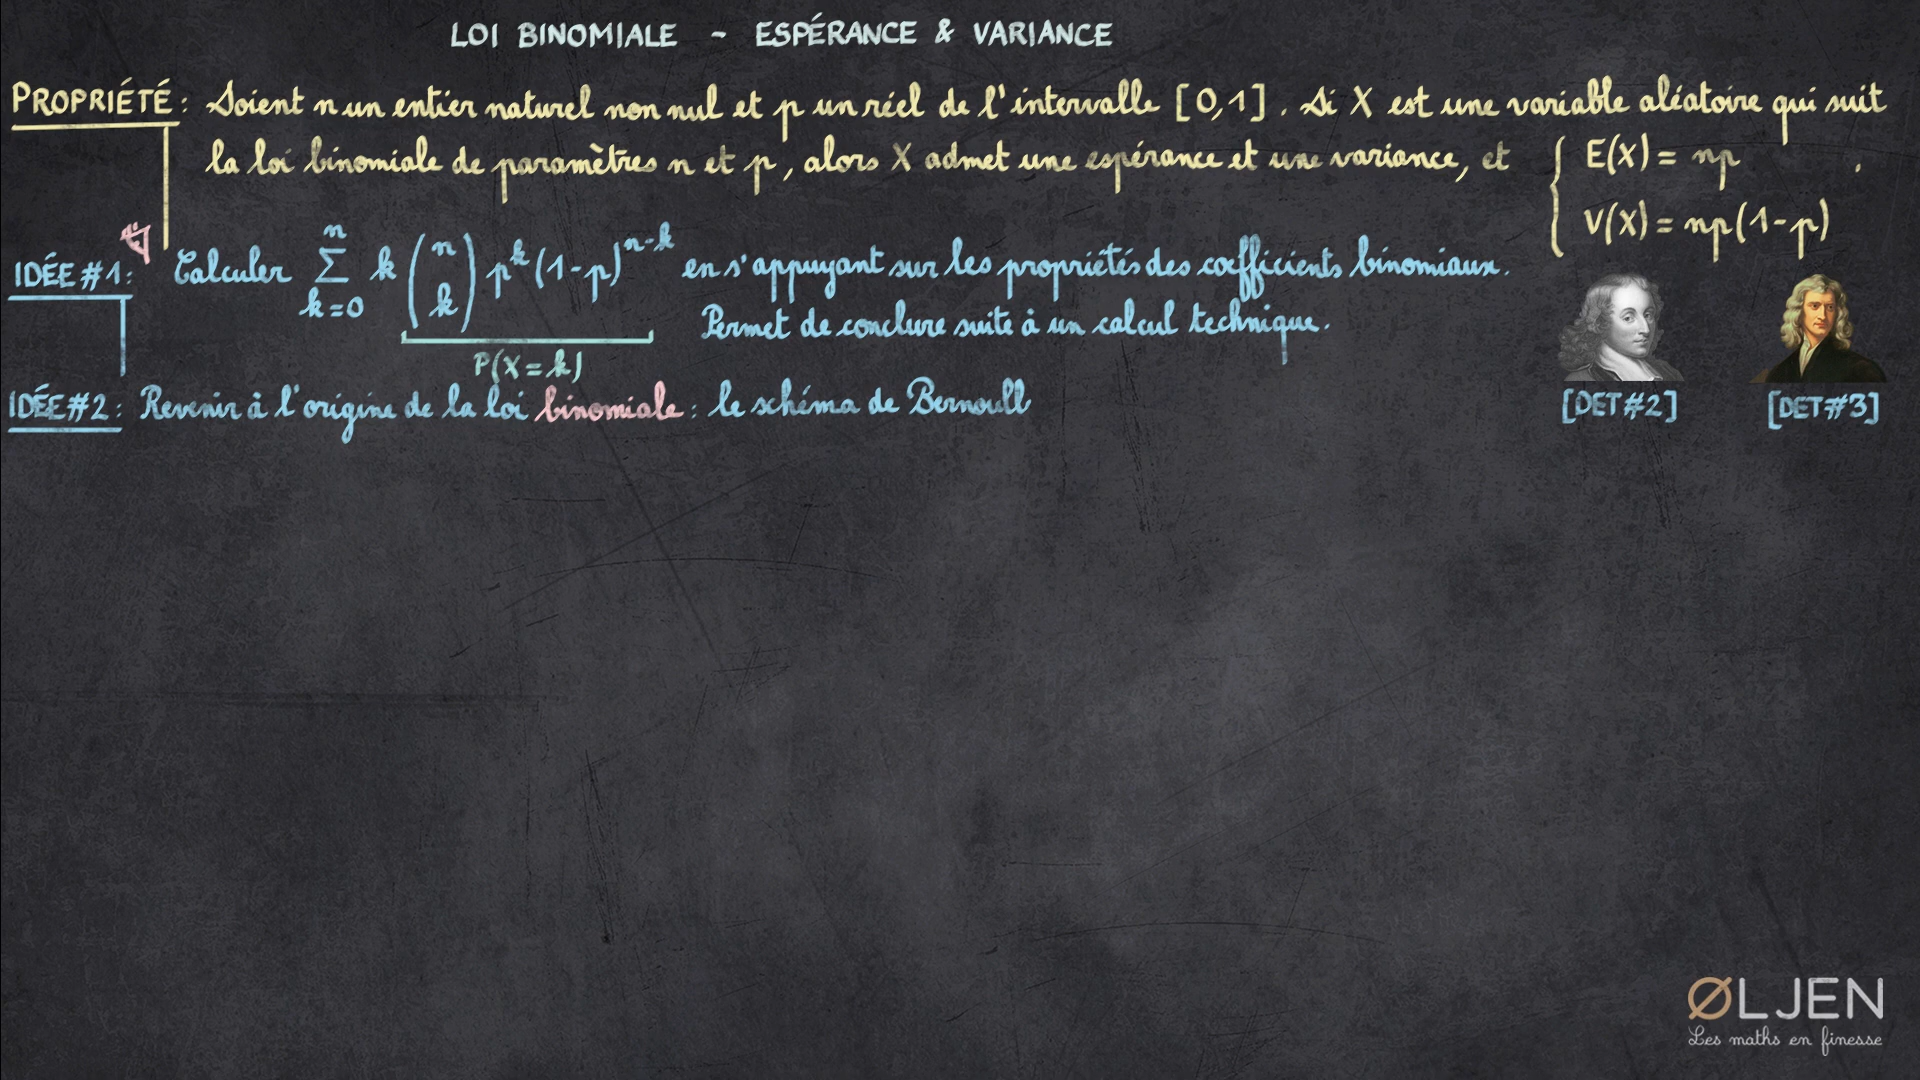 LOI BINOMIALE - ESPÉRANCE & VARIANCE
PROPRIÉTÉ : Soient n un entier naturel non nul et p un réel de l'intervalle [0,1]. Si X est une variable aléatoire qui suit
la loi binomiale de paramètres n et p, alors X admet une espérance et une variance, et { E(X) = np .
V(X) = np(1-p)
IDÉE #1 : Calculer ∑_{k=0}^{n} k (n k) p^k (1-p)^{n-k} en s'appuyant sur les propriétés des coefficients binomiaux.
Permet de conclure suite à un calcul technique.
P(X = k)
IDÉE #2 : Revenir à l'origine de la loi binomiale : le schéma de Bernoull
[DET #2] [DET #3]
ØLJEN
Les maths en finesse